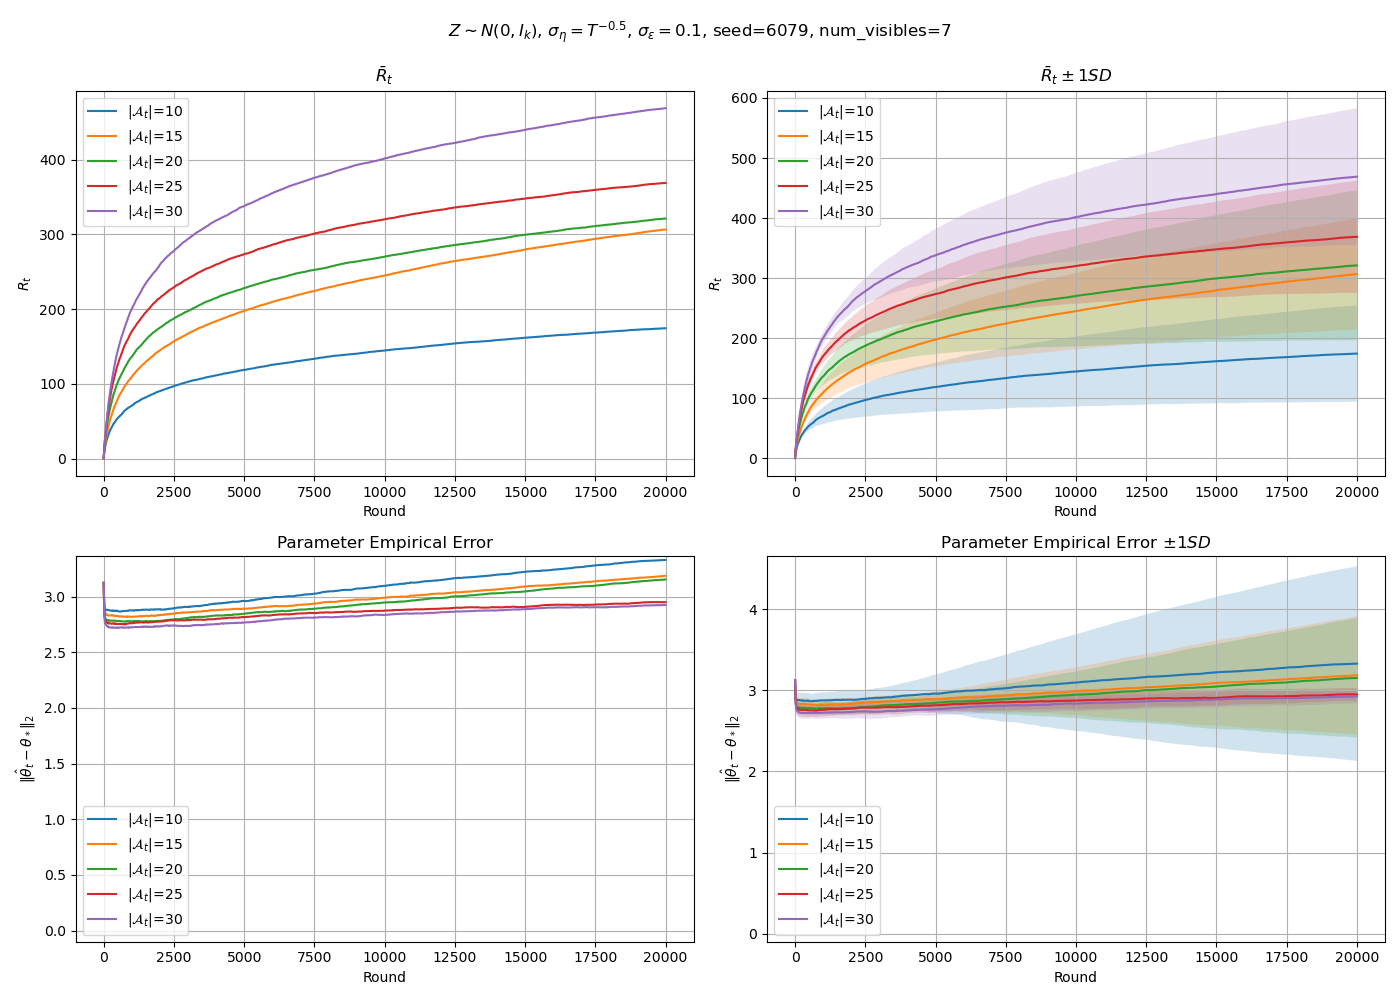 Z ∼ N(0, I_k), σ_η = T^{−0.5}, σ_ε = 0.1, seed=6079, num_visibles=7
R̄_t
R_t
400
300
200
100
0
|𝒜_t|=10
|𝒜_t|=15
|𝒜_t|=20
|𝒜_t|=25
|𝒜_t|=30
0 2500 5000 7500 10000 12500 15000 17500 20000
Round
R̄_t ± 1SD
R_t
600
500
400
300
200
100
0
|𝒜_t|=10
|𝒜_t|=15
|𝒜_t|=20
|𝒜_t|=25
|𝒜_t|=30
0 2500 5000 7500 10000 12500 15000 17500 20000
Round
Parameter Empirical Error
‖θ̂_t − θ_*‖_2
3.0
2.5
2.0
1.5
1.0
0.5
0.0
|𝒜_t|=10
|𝒜_t|=15
|𝒜_t|=20
|𝒜_t|=25
|𝒜_t|=30
0 2500 5000 7500 10000 12500 15000 17500 20000
Round
Parameter Empirical Error ±1SD
‖θ̂_t − θ_*‖_2
4
3
2
1
0
|𝒜_t|=10
|𝒜_t|=15
|𝒜_t|=20
|𝒜_t|=25
|𝒜_t|=30
0 2500 5000 7500 10000 12500 15000 17500 20000
Round